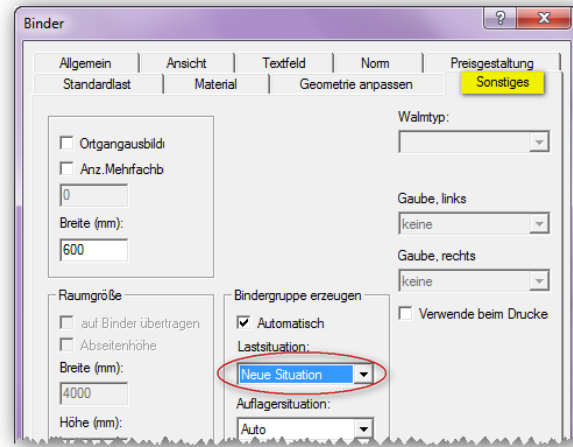 Binder
Allgemein
Ansicht
Textfeld
Norm
Preisgestaltung
Standardlast
Material
Geometrie anpassen
Sonstiges
Ortgangausbildu
Anz.Mehrfachb
0
Breite (mm):
600
Walmtyp:
Gaube, links
keine
Gaube, rechts
keine
Verwende beim Drucke
Raumgröße
auf Binder übertragen
Abseitenhöhe
Breite (mm):
4000
Höhe (mm):
Bindergruppe erzeugen
Automatisch
Lastsituation:
Neue Situation
Auflagersituation:
Auto